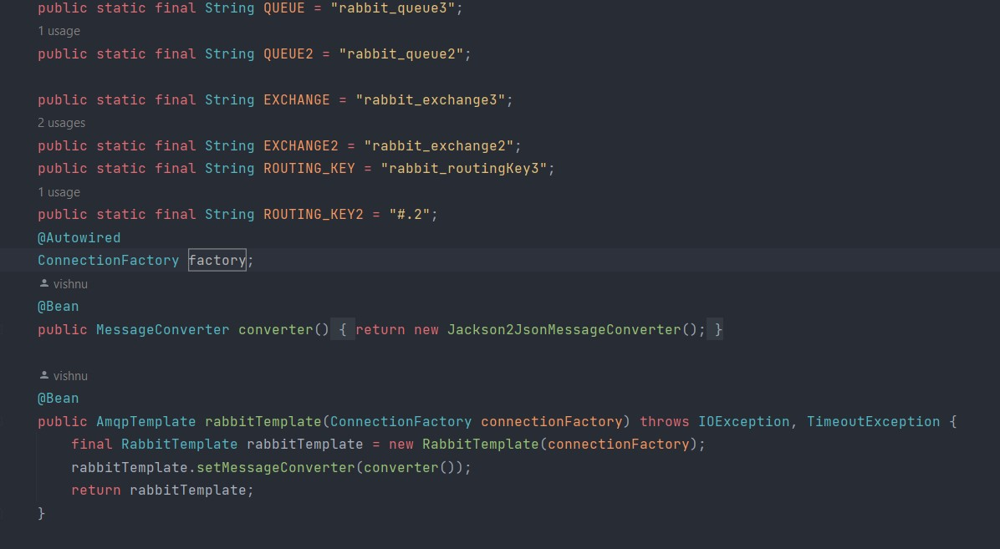 public static final String QUEUE = "rabbit_queue3";
1 usage
public static final String QUEUE2 = "rabbit_queue2";
public static final String EXCHANGE = "rabbit_exchange3";
2 usages
public static final String EXCHANGE2 = "rabbit_exchange2";
public static final String ROUTING_KEY = "rabbit_routingKey3";
1 usage
public static final String ROUTING_KEY2 = "#.2";
@Autowired
ConnectionFactory factory;
vishnu
@Bean
public MessageConverter converter() { return new Jackson2JsonMessageConverter(); }
vishnu
@Bean
public AmqpTemplate rabbitTemplate(ConnectionFactory connectionFactory) throws IOException, TimeoutException {
final RabbitTemplate rabbitTemplate = new RabbitTemplate(connectionFactory);
rabbitTemplate.setMessageConverter(converter());
return rabbitTemplate;
}